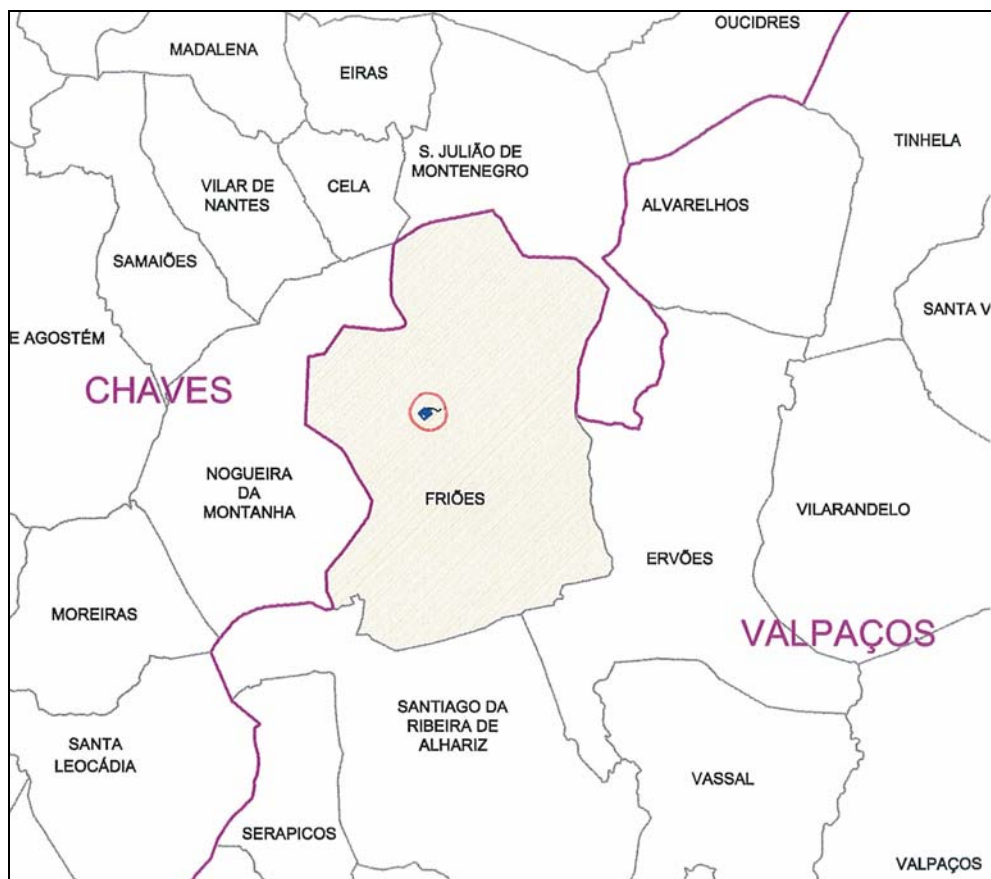 OUCIDRES
MADALENA
EIRAS
TINHELA
S. JULIÃO DE
MONTENEGRO
VILAR DE
NANTES
CELA
ALVARELHOS
SAMAIÕES
SANTA V
E AGOSTÉM
CHAVES
NOGUEIRA
DA
MONTANHA
FRIÕES
VILARANDELO
ERVÕES
MOREIRAS
VALPAÇOS
SANTIAGO DA
RIBEIRA DE
ALHARIZ
SANTA
LEOCÁDIA
VASSAL
SERAPICOS
VALPAÇOS